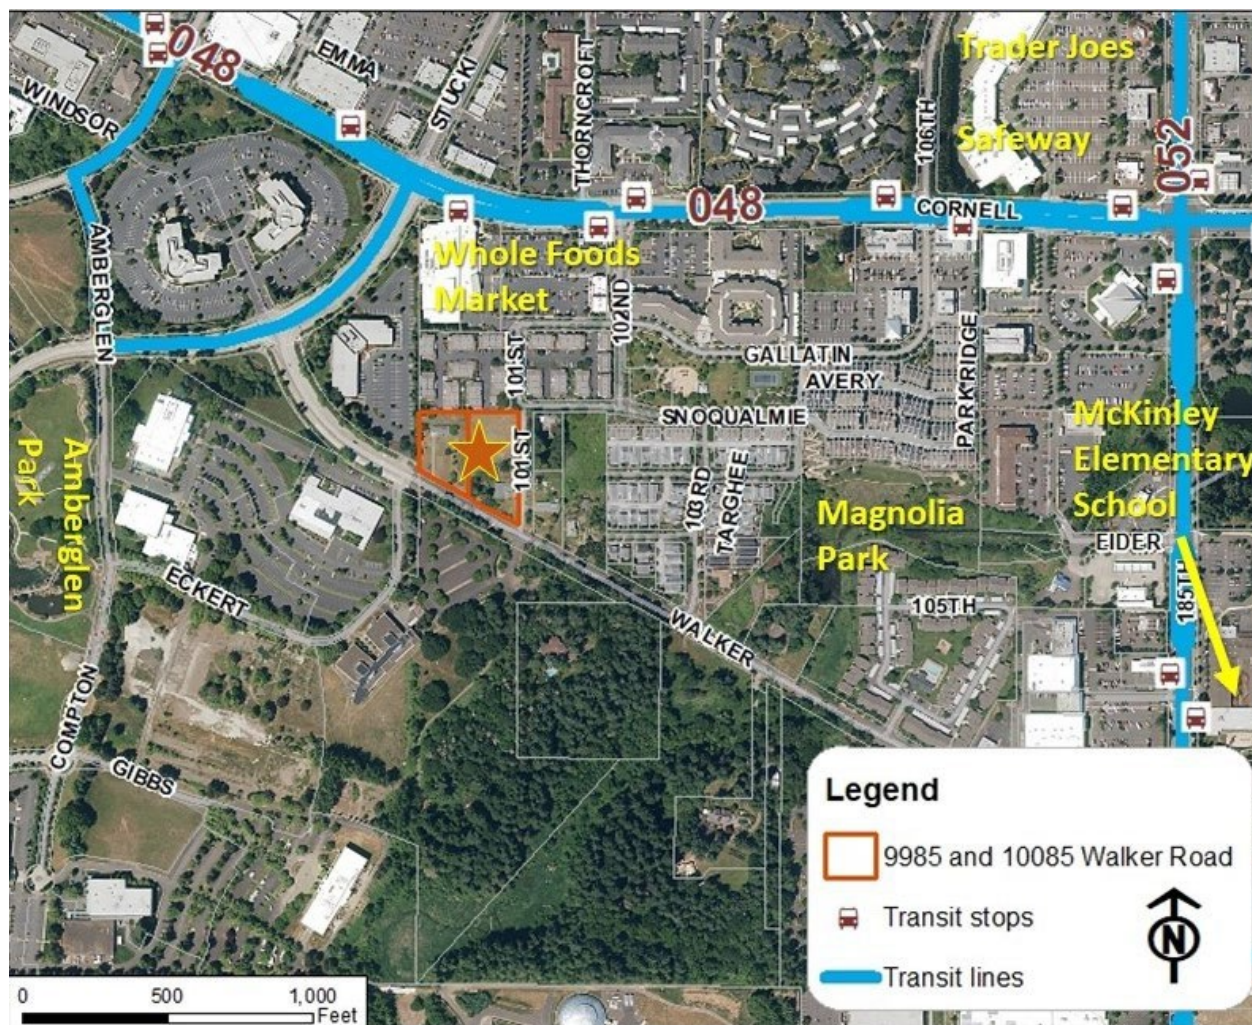 048
EMMA
STUCKI
THORNCROFT
106TH
Trader Joes
Safeway
052
WINDSOR
048
CORNELL
AMBERGLEN
Whole Foods
Market
102ND
101ST
GALLATIN
AVERY
PARKRIDGE
SNOQUALMIE
McKinley
Elementary
School
Amberglen
Park
101ST
103RD
TARGHEE
Magnolia
Park
EIDER
185TH
ECKERT
WALKER
105TH
COMPTON
GIBBS
Legend
9985 and 10085 Walker Road
Transit stops
Transit lines
N
0 500 1,000
Feet